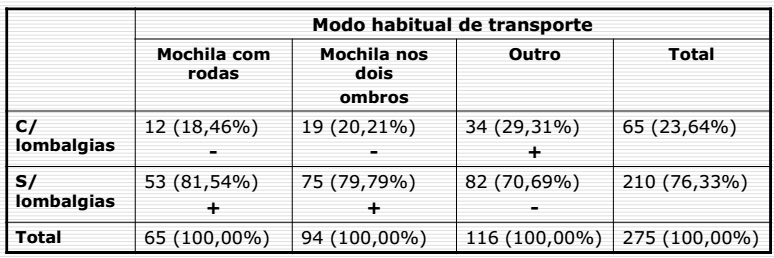 Modo habitual de transporte
Mochila com rodas Mochila nos dois ombros Outro Total
C/ lombalgias 12 (18,46%) 19 (20,21%) 34 (29,31%) 65 (23,64%)
- - +
S/ lombalgias 53 (81,54%) 75 (79,79%) 82 (70,69%) 210 (76,33%)
+ + -
Total 65 (100,00%) 94 (100,00%) 116 (100,00%) 275 (100,00%)